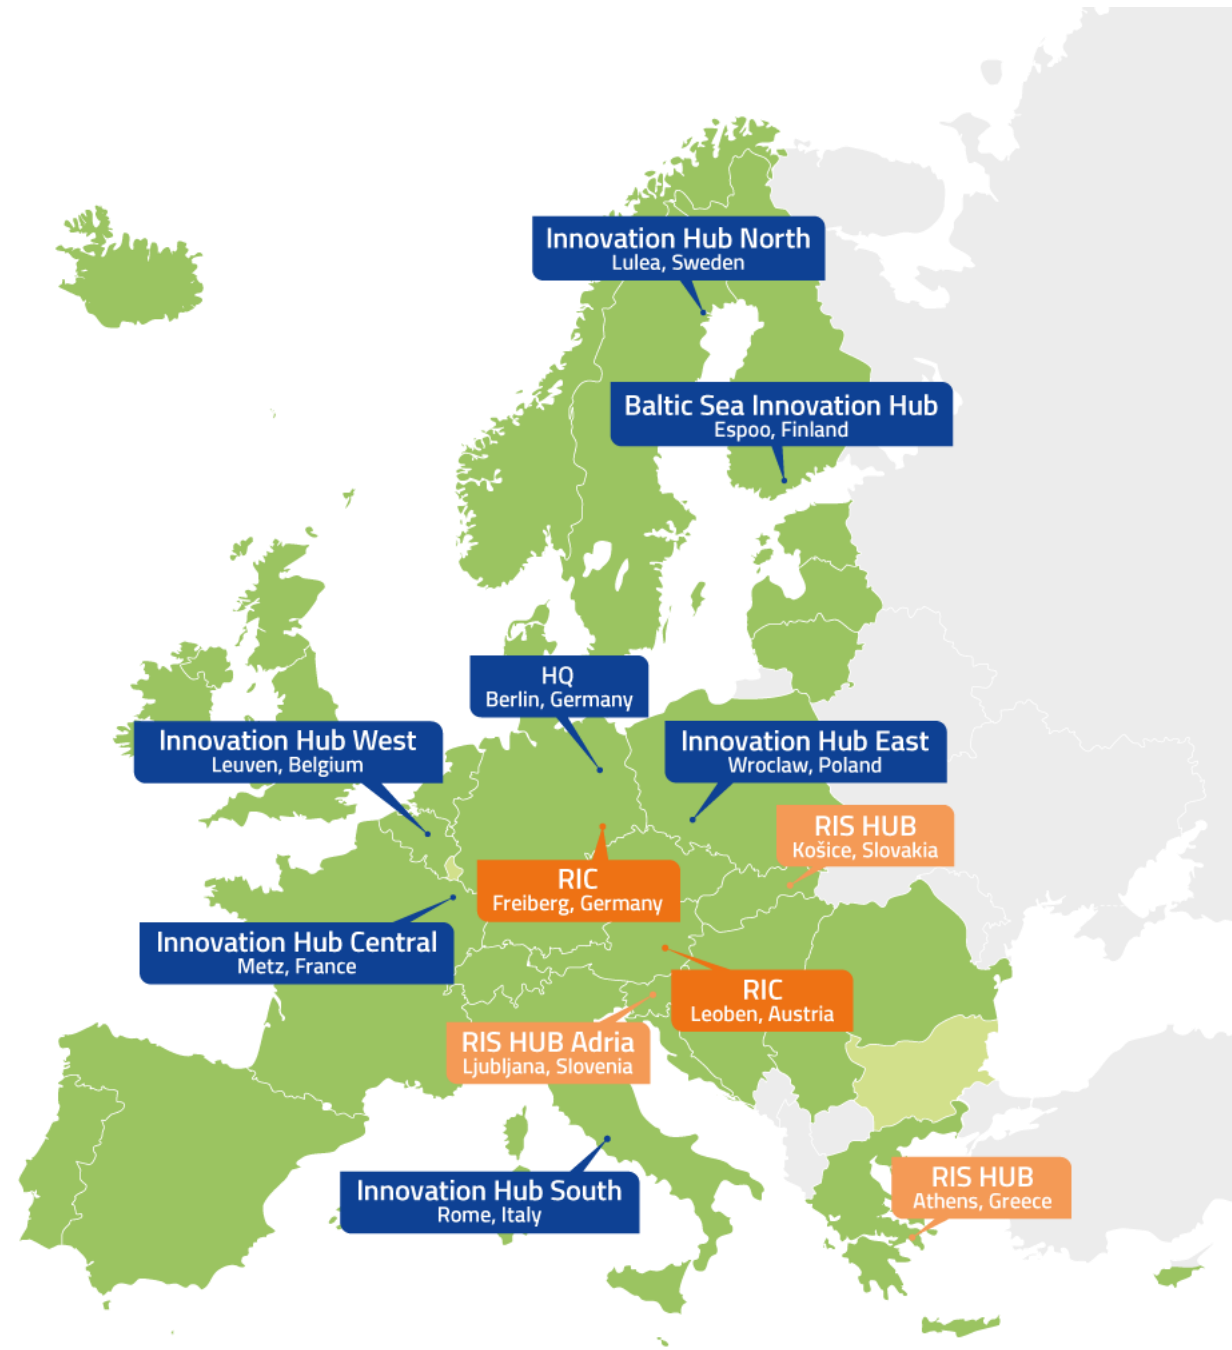 Innovation Hub North
Lulea, Sweden
Baltic Sea Innovation Hub
Espoo, Finland
HQ
Berlin, Germany
Innovation Hub West
Leuven, Belgium
Innovation Hub East
Wroclaw, Poland
RIS HUB
Košice, Slovakia
RIC
Freiberg, Germany
Innovation Hub Central
Metz, France
RIC
Leoben, Austria
RIS HUB Adria
Ljubljana, Slovenia
Innovation Hub South
Rome, Italy
RIS HUB
Athens, Greece